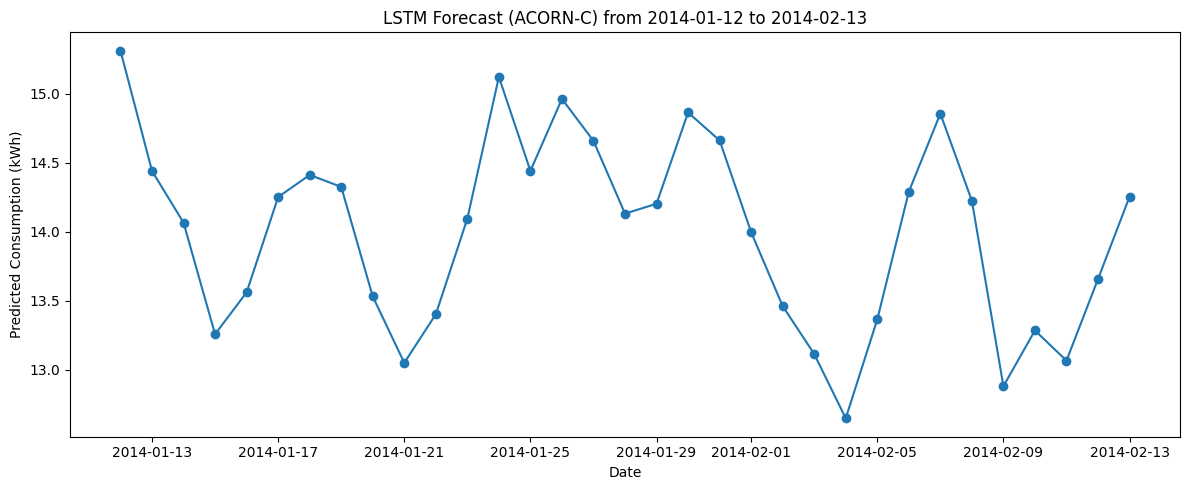 LSTM Forecast (ACORN-C) from 2014-01-12 to 2014-02-13
Predicted Consumption (kWh)
15.0
14.5
14.0
13.5
13.0
2014-01-13 2014-01-17 2014-01-21 2014-01-25 2014-01-29 2014-02-01 2014-02-05 2014-02-09 2014-02-13
Date